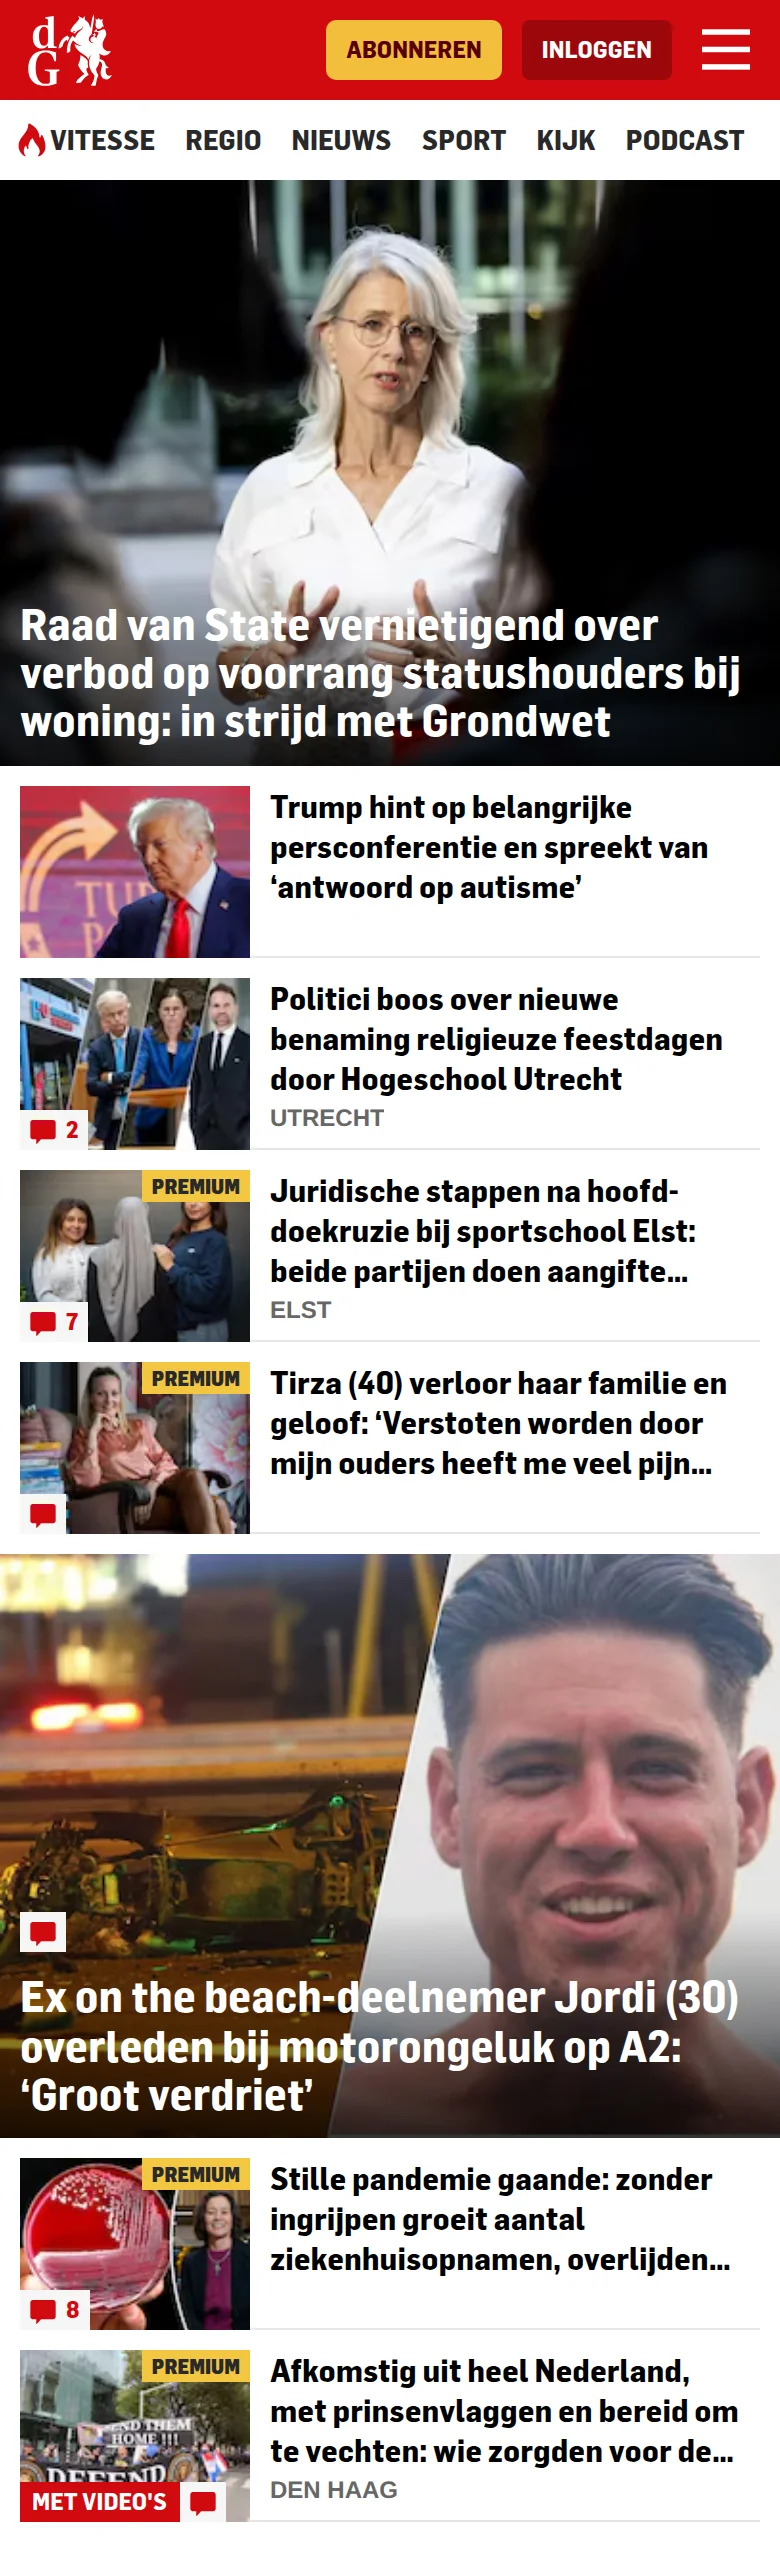 d
G
ABONNEREN
INLOGGEN
VITESSE REGIO NIEUWS SPORT KIJK PODCAST
Raad van State vernietigend over
verbod op voorrang statushouders bij
woning: in strijd met Grondwet
Trump hint op belangrijke
persconferentie en spreekt van
‘antwoord op autisme’
Politici boos over nieuwe
benaming religieuze feestdagen
door Hogeschool Utrecht
UTRECHT
2
PREMIUM
Juridische stappen na hoofd-
doekruzie bij sportschool Elst:
beide partijen doen aangifte...
ELST
7
PREMIUM
Tirza (40) verloor haar familie en
geloof: ‘Verstoten worden door
mijn ouders heeft me veel pijn...
Ex on the beach-deelnemer Jordi (30)
overleden bij motorongeluk op A2:
‘Groot verdriet’
PREMIUM
Stille pandemie gaande: zonder
ingrijpen groeit aantal
ziekenhuisopnamen, overlijden...
8
PREMIUM
THEM
HOME !!!
DEFEND
MET VIDEO'S
Afkomstig uit heel Nederland,
met prinsenvlaggen en bereid om
te vechten: wie zorgden voor de...
DEN HAAG